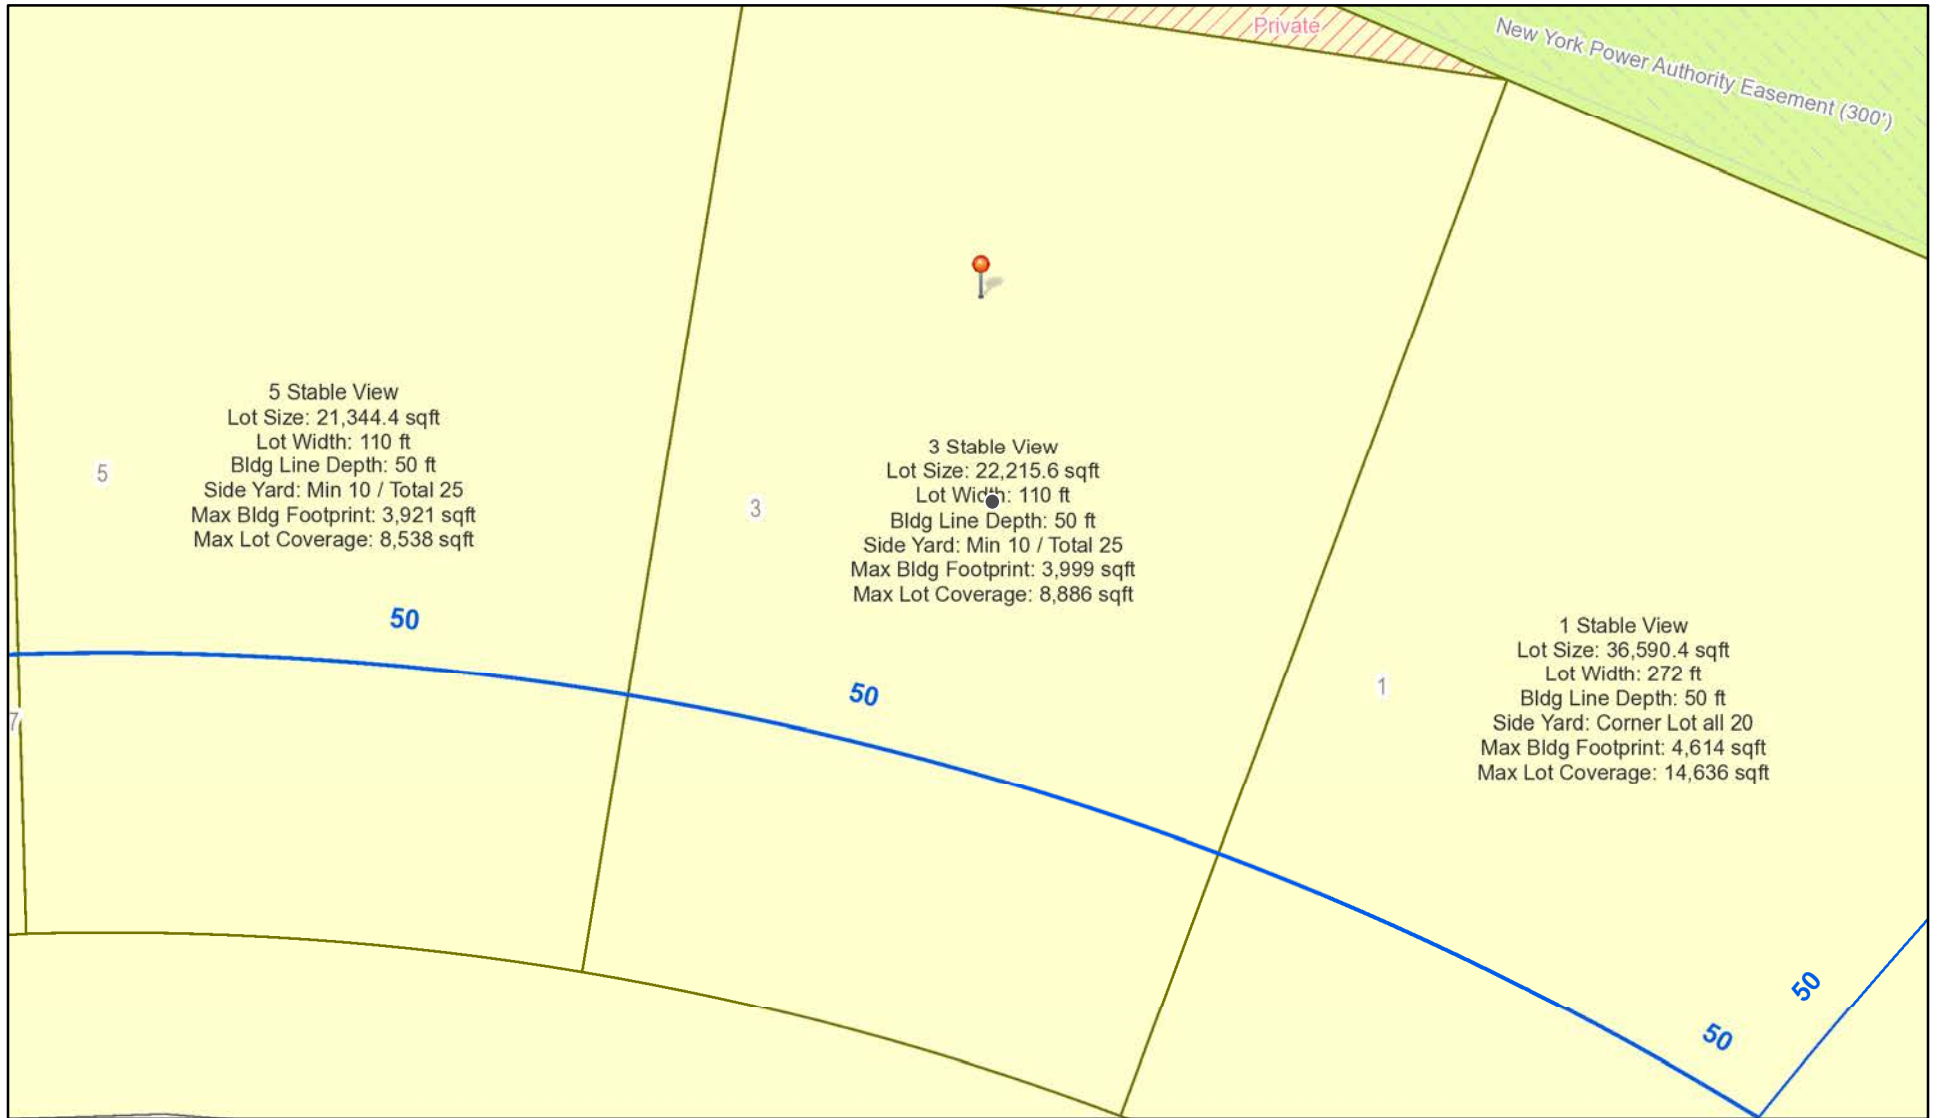 Private
New York Power Authority Easement (300')
5 Stable View
Lot Size: 21,344.4 sqft
Lot Width: 110 ft
Bldg Line Depth: 50 ft
Side Yard: Min 10 / Total 25
Max Bldg Footprint: 3,921 sqft
Max Lot Coverage: 8,538 sqft
5
3 Stable View
Lot Size: 22,215.6 sqft
Lot Width: 110 ft
Bldg Line Depth: 50 ft
Side Yard: Min 10 / Total 25
Max Bldg Footprint: 3,999 sqft
Max Lot Coverage: 8,886 sqft
3
1 Stable View
Lot Size: 36,590.4 sqft
Lot Width: 272 ft
Bldg Line Depth: 50 ft
Side Yard: Corner Lot all 20
Max Bldg Footprint: 4,614 sqft
Max Lot Coverage: 14,636 sqft
1
50
50
7
50
50